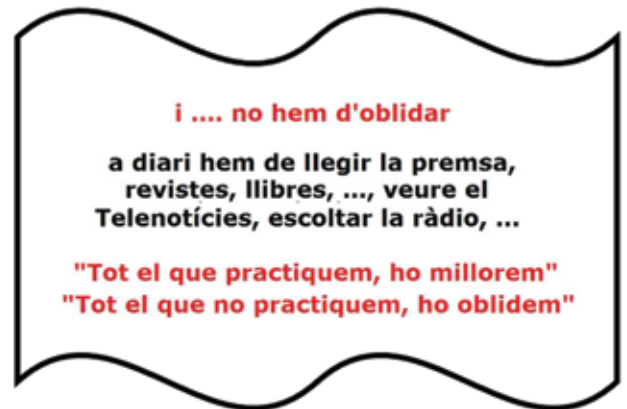 i .... no hem d'oblidar
a diari hem de llegir la premsa,
revistes, llibres, ..., veure el
Telenotícies, escoltar la ràdio, ...
"Tot el que practiquem, ho millorem"
"Tot el que no practiquem, ho oblidem"